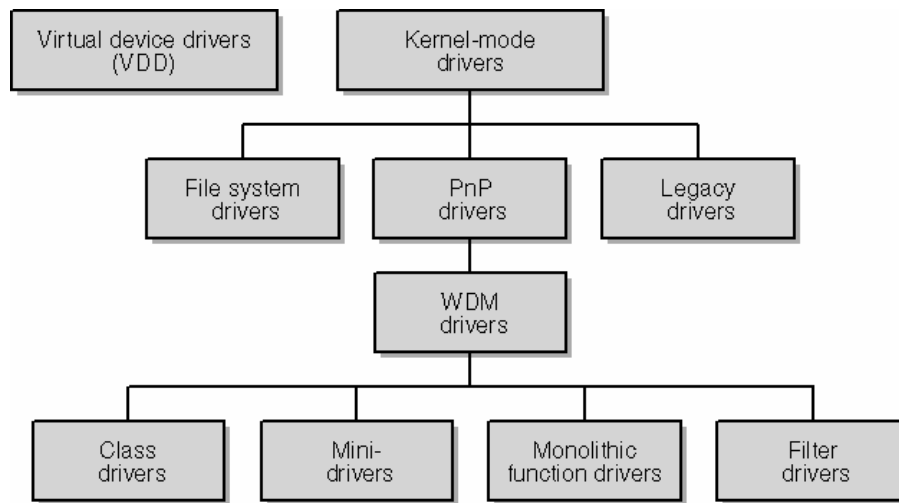 Virtual device drivers
(VDD)
Kernel-mode
drivers
File system
drivers
PnP
drivers
Legacy
drivers
WDM
drivers
Class
drivers
Mini-
drivers
Monolithic
function drivers
Filter
drivers